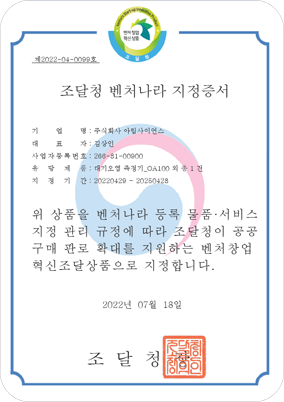 벤처 창업
혁신 상품
조달청
제2022-04-0099호
조달청 벤처나라 지정증서
기 업 명 : 주식회사 아림사이언스
대 표 자 : 김상인
사업자등록번호 : 266-81-00900
대기오염 측정기_OA100 외 총 1 건
지 정 기 간 : 20220429 ~ 20250428
위 상품을 벤처나라 등록 물품·서비스
지정 관리 규정에 따라 조달청이 공공
구매 판로 확대를 지원하는 벤처창업
혁신조달상품으로 지정합니다.
2022년 07월 18일
조 달 청 장